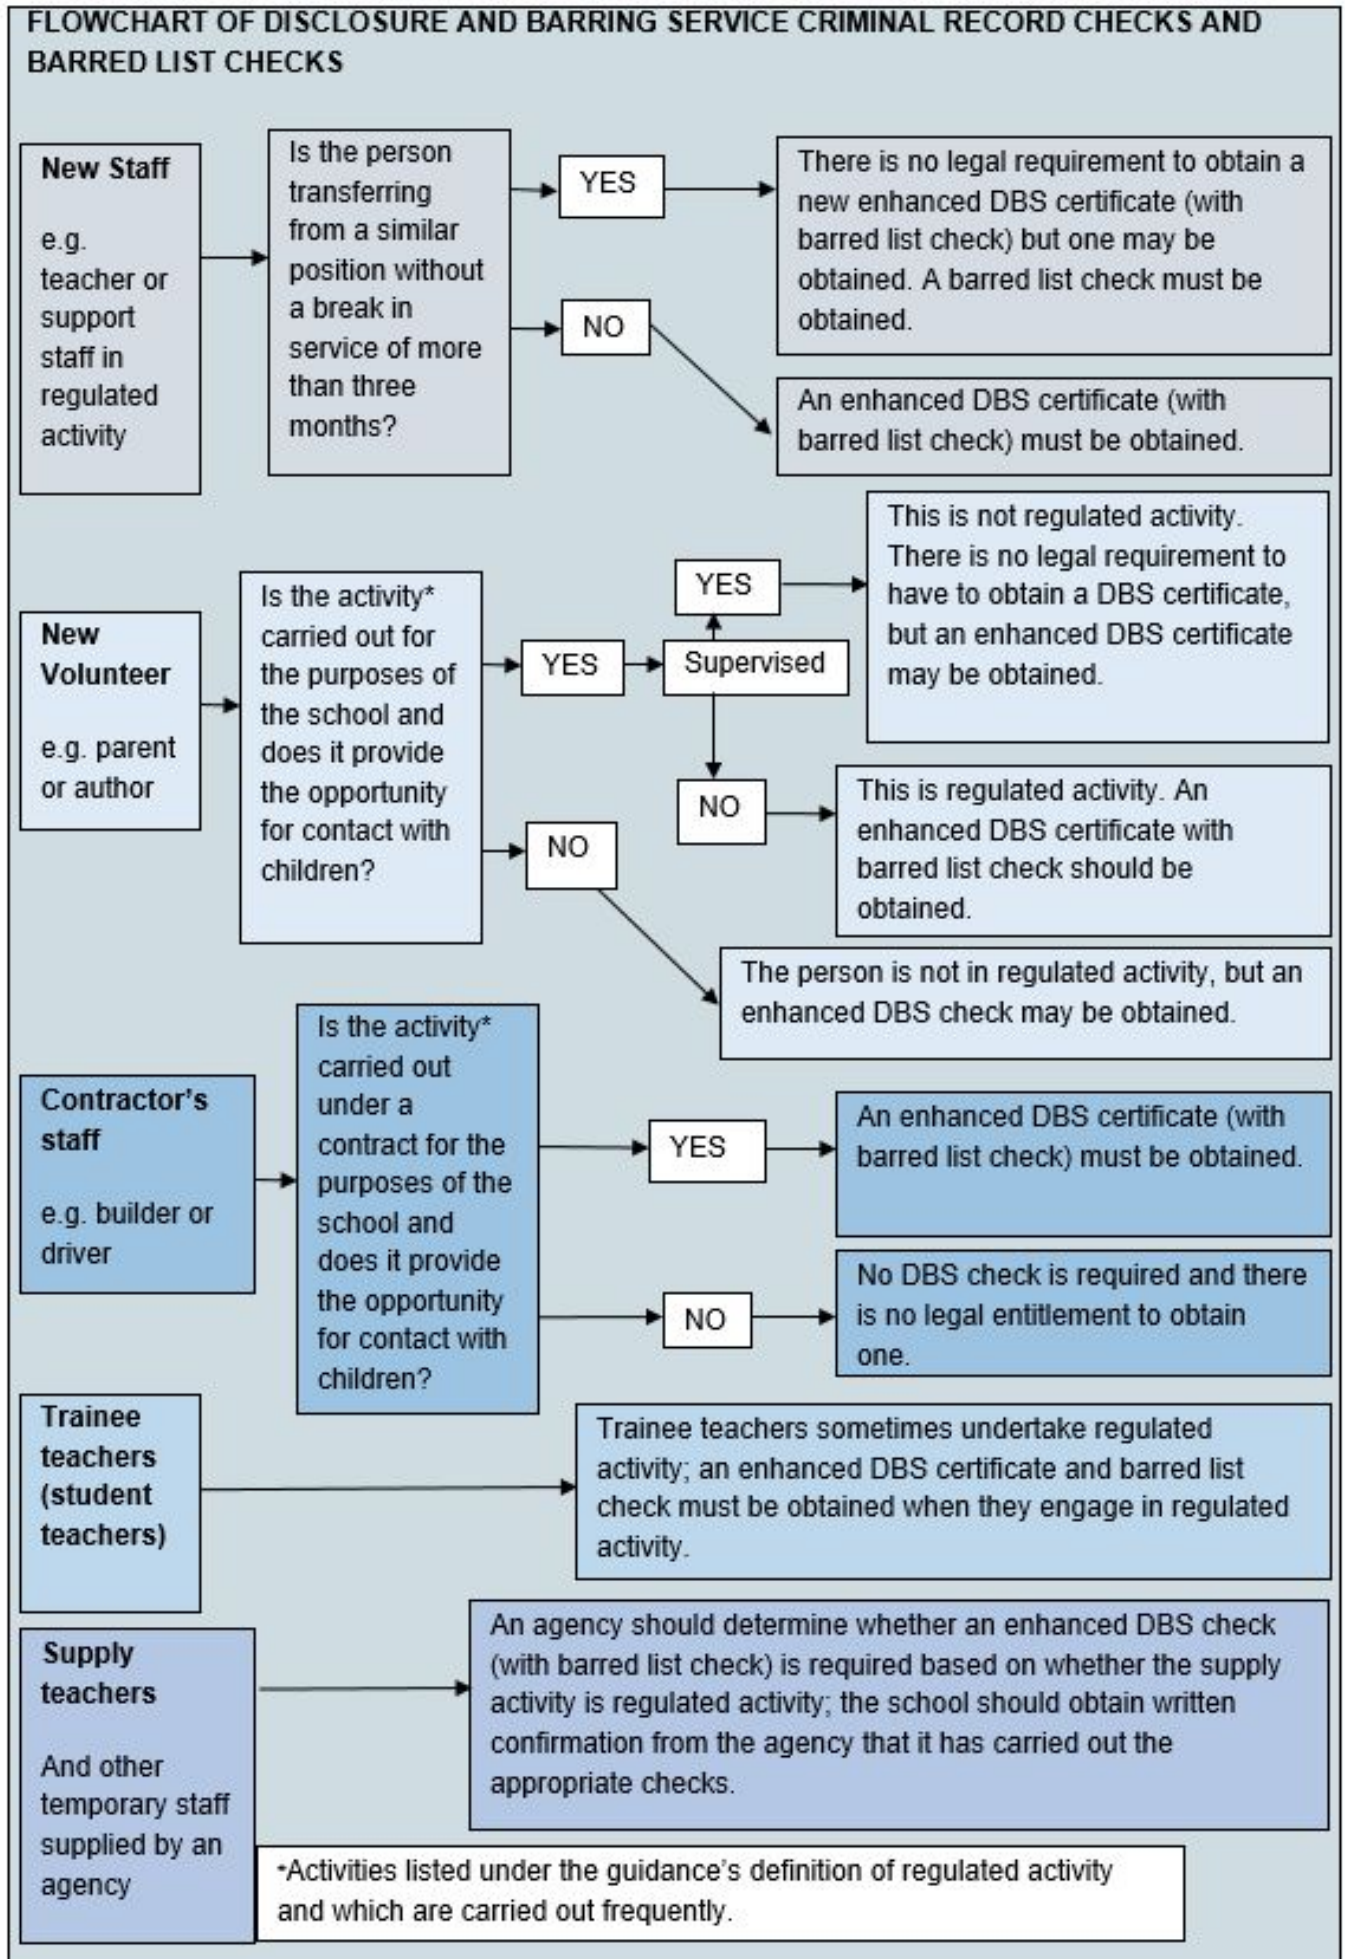 FLOWCHART OF DISCLOSURE AND BARRING SERVICE CRIMINAL RECORD CHECKS AND
BARRED LIST CHECKS
New Staff
e.g.
teacher or
support
staff in
regulated
activity
Is the person
transferring
from a similar
position without
a break in
service of more
than three
months?
YES
There is no legal requirement to obtain a
new enhanced DBS certificate (with
barred list check) but one may be
obtained. A barred list check must be
obtained.
NO
An enhanced DBS certificate (with
barred list check) must be obtained.
New
Volunteer
e.g. parent
or author
Is the activity*
carried out for
the purposes of
the school and
does it provide
the opportunity
for contact with
children?
YES
Supervised
YES
This is not regulated activity.
There is no legal requirement to
have to obtain a DBS certificate,
but an enhanced DBS certificate
may be obtained.
NO
This is regulated activity. An
enhanced DBS certificate with
barred list check should be
obtained.
NO
The person is not in regulated activity, but an
enhanced DBS check may be obtained.
Contractor's
staff
e.g. builder or
driver
Is the activity*
carried out
under a
contract for the
purposes of the
school and
does it provide
the opportunity
for contact with
children?
YES
An enhanced DBS certificate (with
barred list check) must be obtained.
NO
No DBS check is required and there
is no legal entitlement to obtain
one.
Trainee
teachers
(student
teachers)
Trainee teachers sometimes undertake regulated
activity; an enhanced DBS certificate and barred list
check must be obtained when they engage in regulated
activity.
Supply
teachers
And other
temporary staff
supplied by an
agency
An agency should determine whether an enhanced DBS check
(with barred list check) is required based on whether the supply
activity is regulated activity; the school should obtain written
confirmation from the agency that it has carried out the
appropriate checks.
*Activities listed under the guidance's definition of regulated activity
and which are carried out frequently.